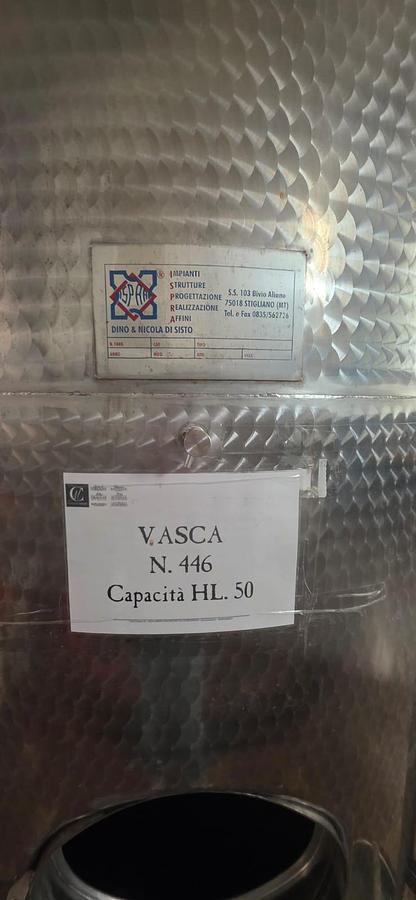 ISPRA
®
IMPIANTI
STRUTTURE
PROGETTAZIONE
REALIZZAZIONE
AFFINI
S.S. 103 Bivio Aliano
75018 STIGLIANO (MT)
Tel. e Fax 0835/562726
DINO & NICOLA DI SISTO
VASCA
N. 446
Capacità HL. 50